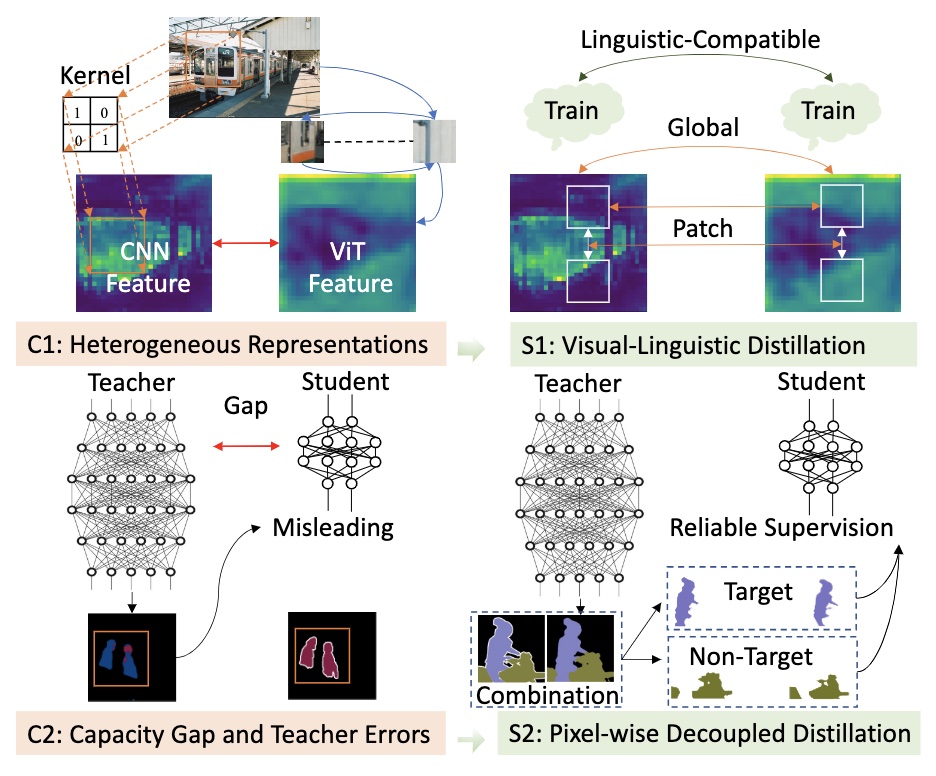 Kernel
1 0
0 1
CNN
Feature
ViT
Feature
C1: Heterogeneous Representations
Linguistic-Compatible
Train
Train
Global
Patch
S1: Visual-Linguistic Distillation
Teacher
Student
Gap
Misleading
C2: Capacity Gap and Teacher Errors
Teacher
Student
Reliable Supervision
Target
Non-Target
Combination
S2: Pixel-wise Decoupled Distillation